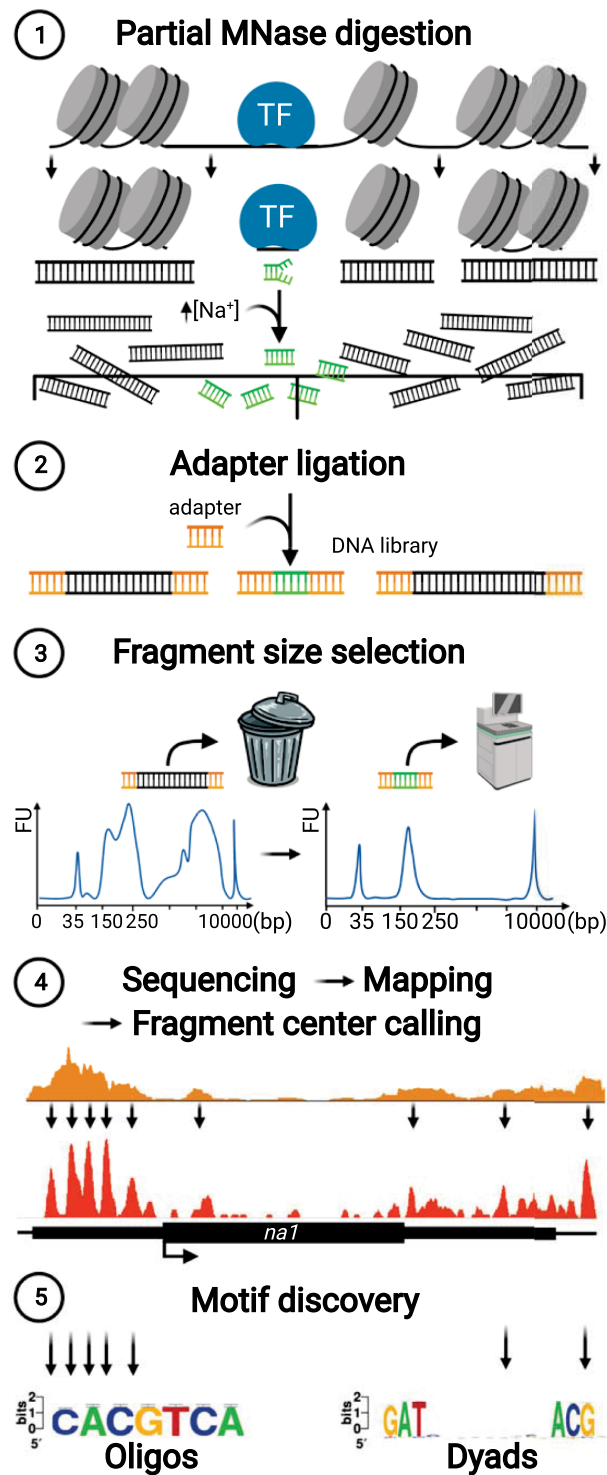 1
Partial MNase digestion
TF
TF
[Na⁺]
2
Adapter ligation
adapter
DNA library
3
Fragment size selection
FU
0 35 150 250 10000(bp)
FU
0 35 150 250 10000(bp)
4
Sequencing → Mapping
→ Fragment center calling
na1
5
Motif discovery
2
bits
1
0
5′
CACGTCA
Oligos
2
bits
1
0
5′
GAT ACG
Dyads